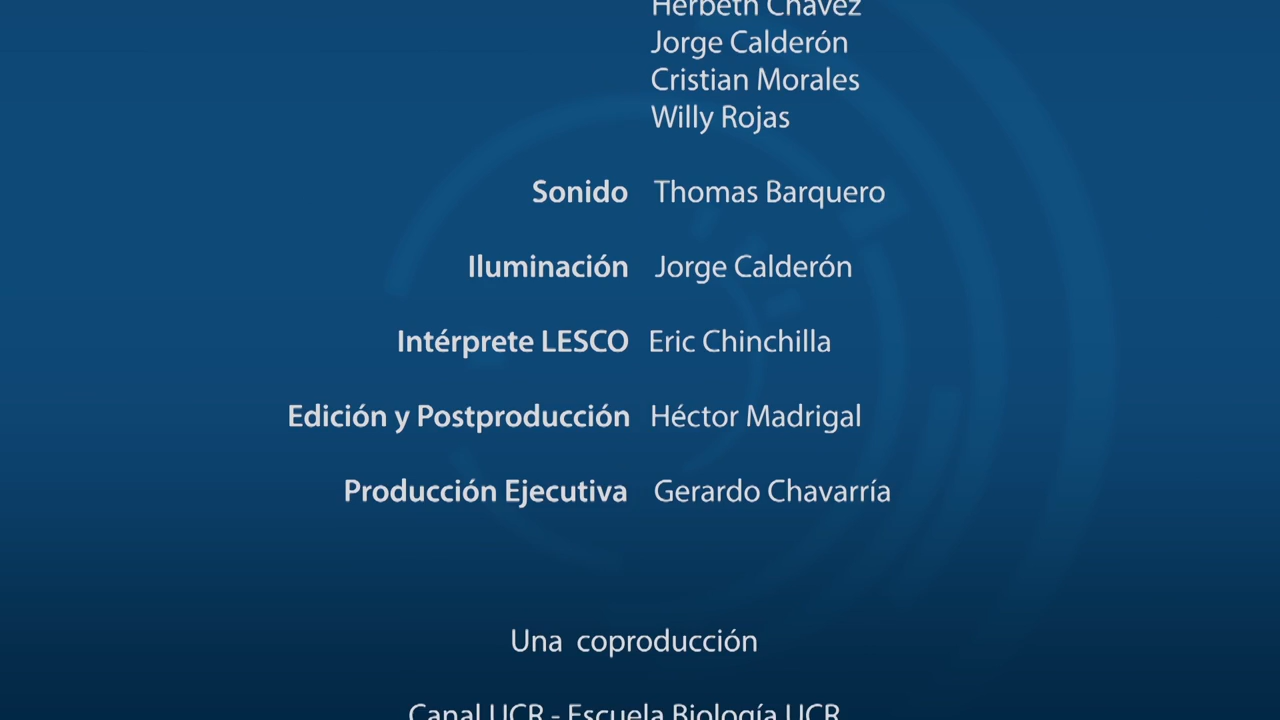 Herbeth Chavez
Jorge Calderón
Cristian Morales
Willy Rojas
Sonido Thomas Barquero
Iluminación Jorge Calderón
Intérprete LESCO Eric Chinchilla
Edición y Postproducción Héctor Madrigal
Producción Ejecutiva Gerardo Chavarría
Una coproducción
Canal UCR - Escuela Biología UCR